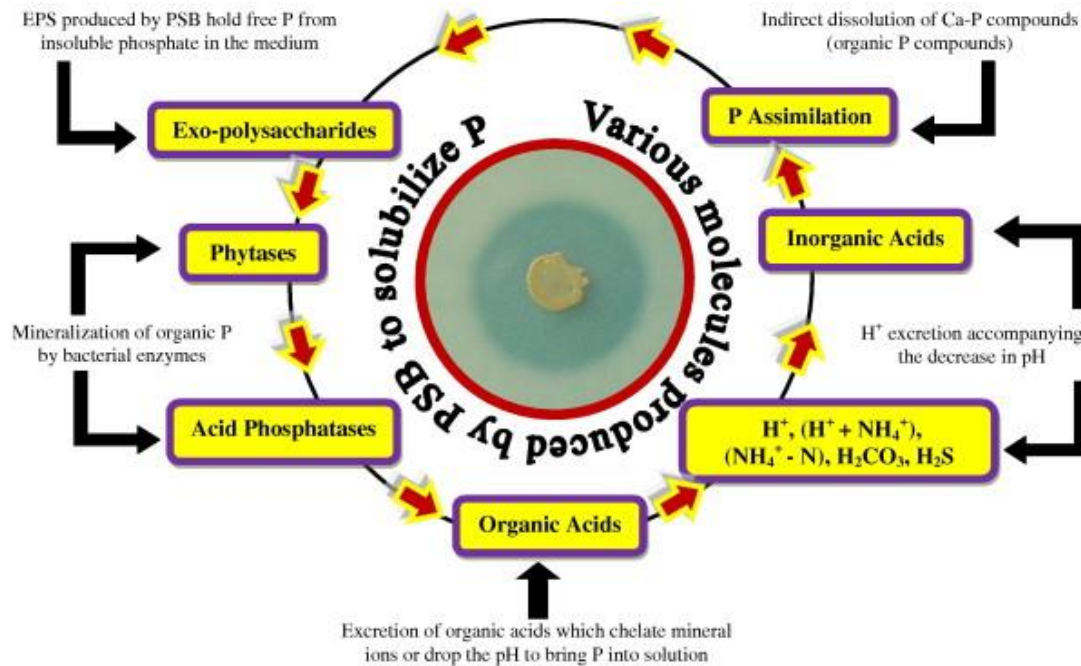 EPS produced by PSB hold free P from
insoluble phosphate in the medium
Indirect dissolution of Ca-P compounds
(organic P compounds)
Exo-polysaccharides
P Assimilation
Various molecules produced by PSB to solubilize P
Phytases
Inorganic Acids
Mineralization of organic P
by bacterial enzymes
H⁺ excretion accompanying
the decrease in pH
Acid Phosphatases
H⁺, (H⁺ + NH₄⁺),
(NH₄⁺ - N), H₂CO₃, H₂S
Organic Acids
Excretion of organic acids which chelate mineral
ions or drop the pH to bring P into solution